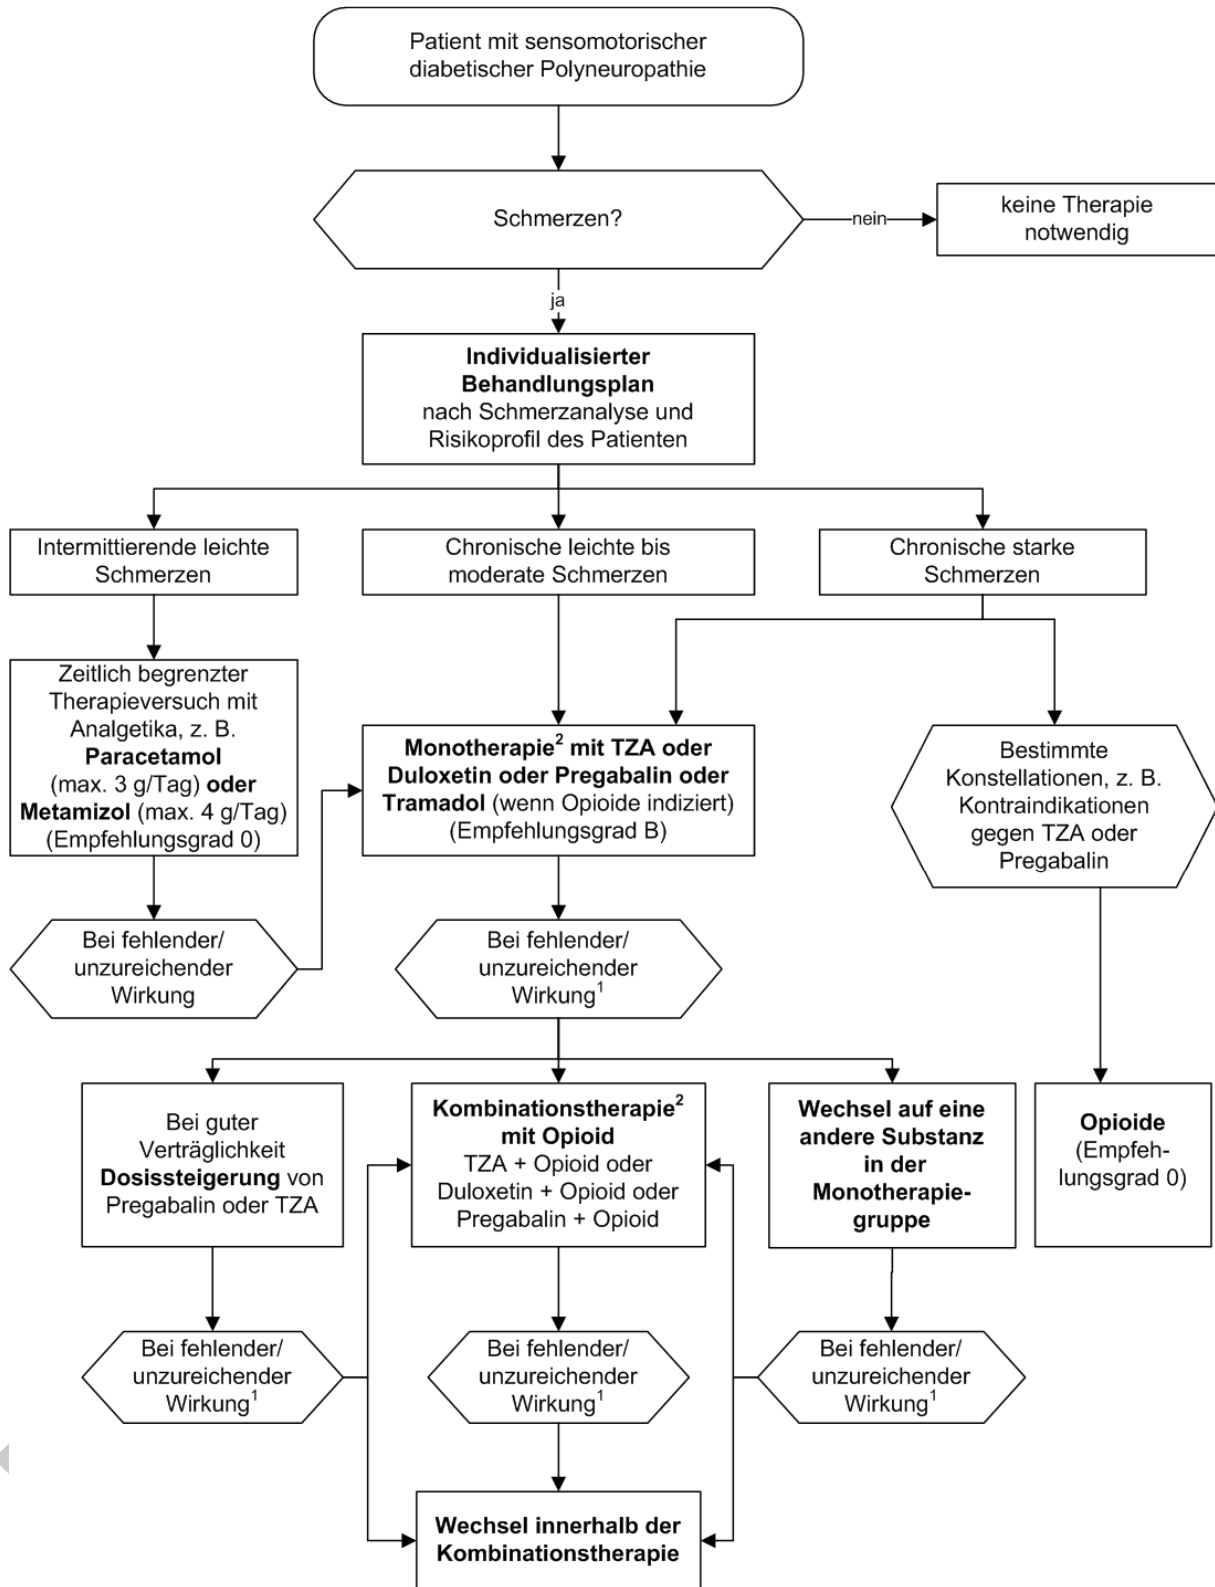 Patient mit sensomotorischer
diabetischer Polyneuropathie
Schmerzen?
nein
keine Therapie
notwendig
ja
Individualisierter
Behandlungsplan
nach Schmerzanalyse und
Risikoprofil des Patienten
Intermittierende leichte
Schmerzen
Chronische leichte bis
moderate Schmerzen
Chronische starke
Schmerzen
Zeitlich begrenzter
Therapieversuch mit
Analgetika, z. B.
Paracetamol
(max. 3 g/Tag) oder
Metamizol (max. 4 g/Tag)
(Empfehlungsgrad 0)
Monotherapie² mit TZA oder
Duloxetin oder Pregabalin oder
Tramadol (wenn Opioide indiziert)
(Empfehlungsgrad B)
Bestimmte
Konstellationen, z. B.
Kontraindikationen
gegen TZA oder
Pregabalin
Bei fehlender/
unzureichender
Wirkung
Bei fehlender/
unzureichender
Wirkung¹
Bei guter
Verträglichkeit
Dosissteigerung von
Pregabalin oder TZA
Kombinationstherapie²
mit Opioid
TZA + Opioid oder
Duloxetin + Opioid oder
Pregabalin + Opioid
Wechsel auf eine
andere Substanz
in der
Monotherapie-
gruppe
Opioide
(Empfeh-
lungsgrad 0)
Bei fehlender/
unzureichender
Wirkung¹
Bei fehlender/
unzureichender
Wirkung¹
Bei fehlender/
unzureichender
Wirkung¹
Wechsel innerhalb der
Kombinationstherapie